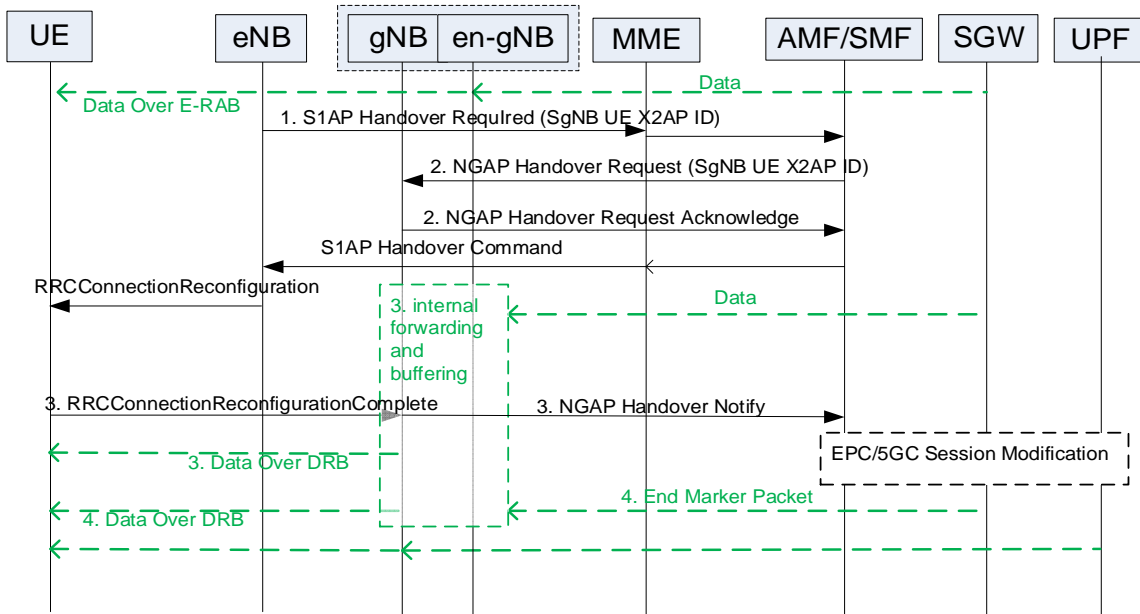 UE
eNB
gNB
en-gNB
MME
AMF/SMF
SGW
UPF
Data
Data Over E-RAB
1. S1AP Handover RequIred (SgNB UE X2AP ID)
2. NGAP Handover Request (SgNB UE X2AP ID)
2. NGAP Handover Request Acknowledge
S1AP Handover Command
RRCConnectionReconfiguration
3. internal
forwarding
and
buffering
Data
3. RRCConnectionReconfigurationComplete
3. NGAP Handover Notify
EPC/5GC Session Modification
3. Data Over DRB
4. End Marker Packet
4. Data Over DRB